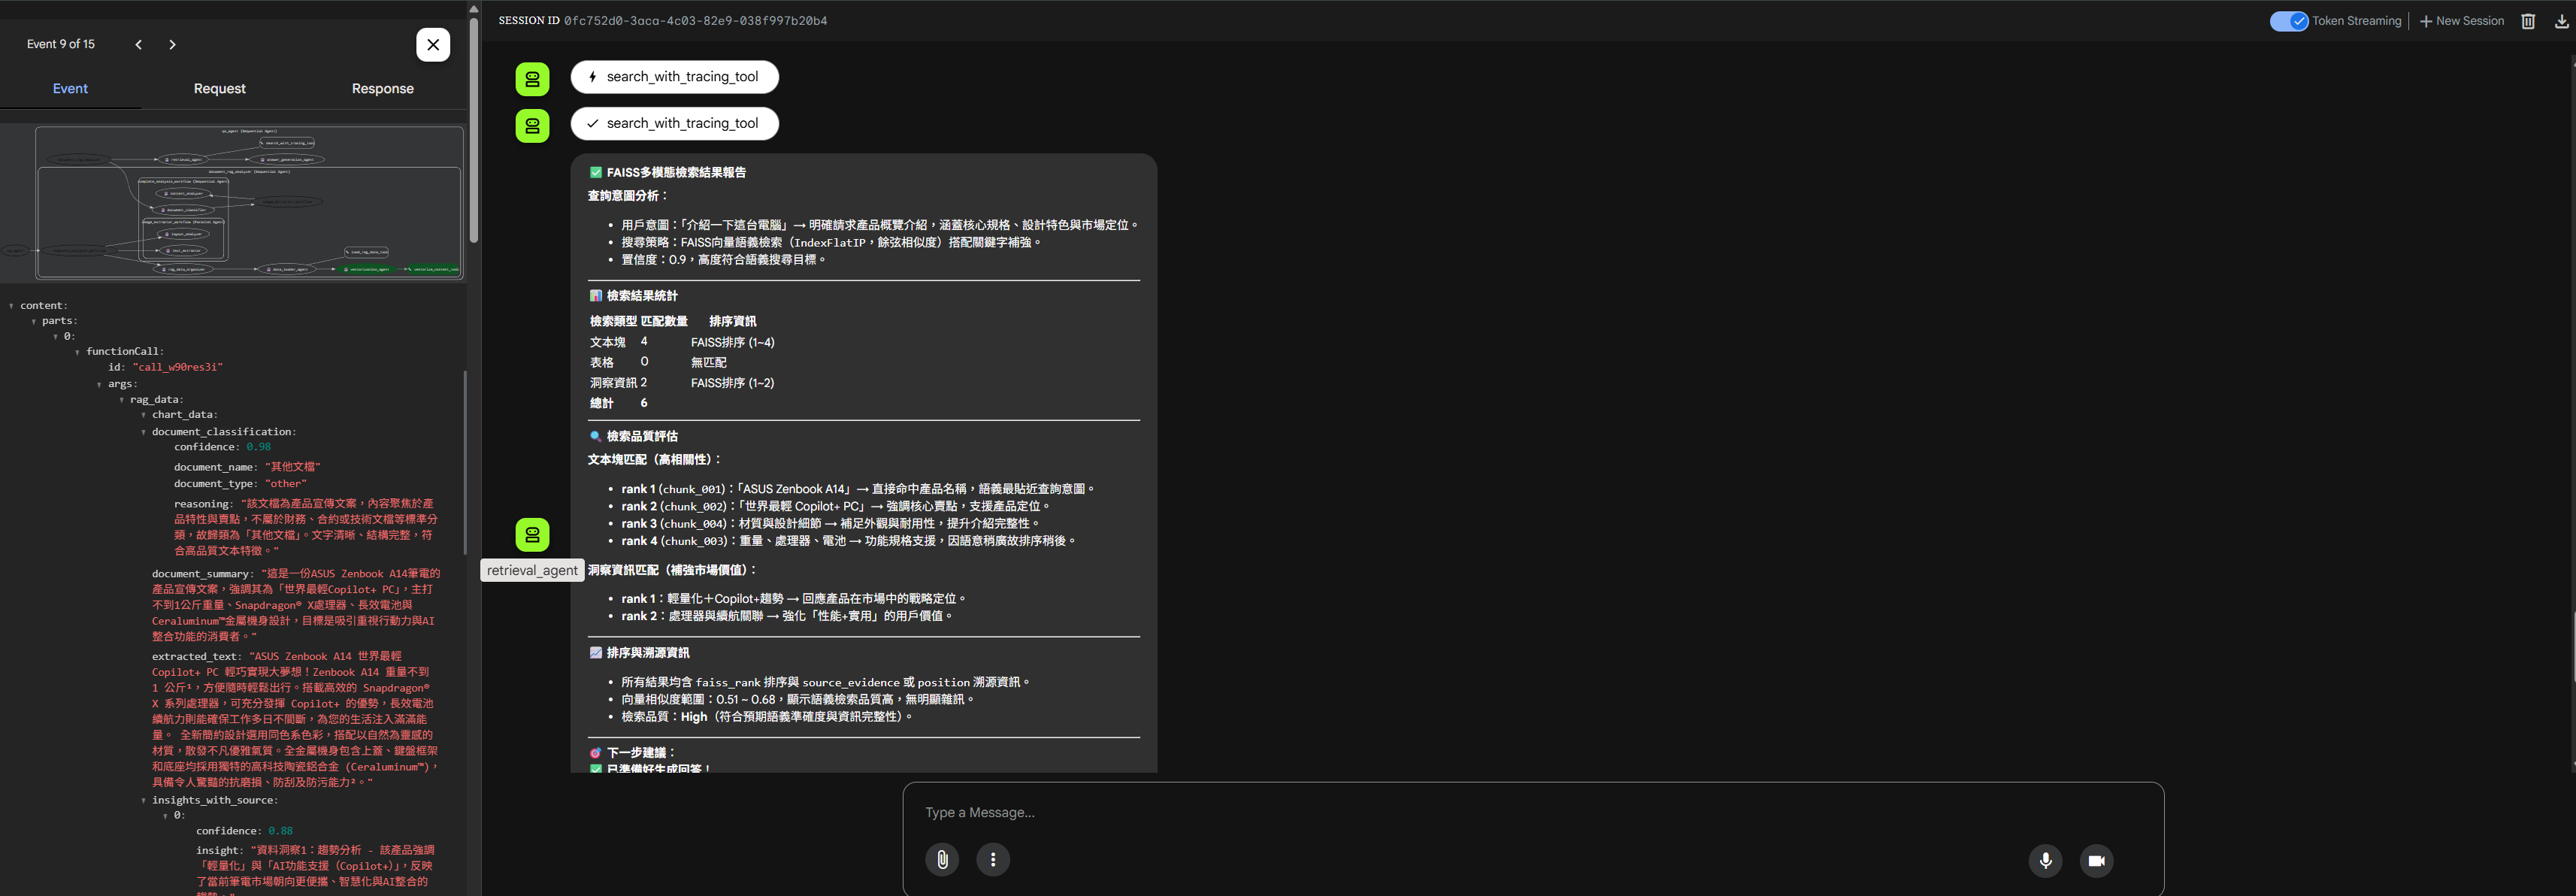 Event 9 of 15
Event
Request
Response
qa_agent (Sequential Agent)
search_with_tracing_tool
retrieval_agent
answer_generation_agent
document_rag_analyzer (Sequential Agent)
complete_analysis_workflow (Sequential Agent)
content_analyzer
document_classifier
layout_analyzer
text_extractor
load_rag_data_tool
rag_data_organizer
data_loader_agent
vectorization_agent
vectorize_content_tool
content:
parts:
0:
functionCall:
id: "call_w90res3i"
args:
rag_data:
chart_data:
document_classification:
confidence: 0.98
document_name: "其他文檔"
document_type: "other"
reasoning: "該文檔為產品宣傳文案，內容聚焦於產
品特性與賣點，不屬於財務、合約或技術文檔等標準分
類，故歸類為「其他文檔」。文字清晰、結構完整，符
合高品質文本特徵。"
document_summary: "這是一份ASUS Zenbook A14筆電的
產品宣傳文案，強調其為「世界最輕Copilot+ PC」，主打
不到1公斤重量、Snapdragon® X處理器、長效電池與
Ceraluminum™金屬機身設計，目標是吸引重視行動力與AI
整合功能的消費者。"
extracted_text: "ASUS Zenbook A14 世界最輕
Copilot+ PC 輕巧實現大夢想！Zenbook A14 重量不到
1 公斤¹，方便隨時輕鬆出行。搭載高效的 Snapdragon®
X 系列處理器，可充分發揮 Copilot+ 的優勢，長效電池
續航力則能確保工作多日不間斷，為您的生活注入滿滿能
量。 全新簡約設計選用同色系色彩，搭配以自然為靈感的
材質，散發不凡優雅氣質。全金屬機身包含上蓋、鍵盤框架
和底座均採用獨特的高科技陶瓷鋁合金 (Ceraluminum™)，
具備令人驚豔的抗磨損、防刮及防污能力²。"
insights_with_source:
0:
confidence: 0.88
insight: "資料洞察1：趨勢分析 - 該產品強調
「輕量化」與「AI功能支援（Copilot+）」，反映
了當前筆電市場朝向更便攜、智慧化與AI整合的
SESSION ID 0fc752d0-3aca-4c03-82e9-038f997b20b4
Token Streaming
New Session
search_with_tracing_tool
search_with_tracing_tool
✅ FAISS多模態檢索結果報告
查詢意圖分析：
• 用戶意圖：「介紹一下這台電腦」→ 明確請求產品概覽介紹，涵蓋核心規格、設計特色與市場定位。
• 搜尋策略：FAISS向量語義檢索（IndexFlatIP，餘弦相似度）搭配關鍵字補強。
• 置信度：0.9，高度符合語義搜尋目標。
📊 檢索結果統計
檢索類型 匹配數量 排序資訊
文本塊 4 FAISS排序 (1~4)
表格 0 無匹配
洞察資訊 2 FAISS排序 (1~2)
總計 6
🔍 檢索品質評估
文本塊匹配（高相關性）：
• rank 1 (chunk_001)：「ASUS Zenbook A14」→ 直接命中產品名稱，語義最貼近查詢意圖。
• rank 2 (chunk_002)：「世界最輕 Copilot+ PC」→ 強調核心賣點，支援產品定位。
• rank 3 (chunk_004)：材質與設計細節 → 補足外觀與耐用性，提升介紹完整性。
• rank 4 (chunk_003)：重量、處理器、電池 → 功能規格支援，因語意稍廣故排序稍後。
retrieval_agent
洞察資訊匹配（補強市場價值）：
• rank 1：輕量化＋Copilot+趨勢 → 回應產品在市場中的戰略定位。
• rank 2：處理器與續航關聯 → 強化「性能+實用」的用戶價值。
📈 排序與溯源資訊
• 所有結果均含 faiss_rank 排序與 source_evidence 或 position 溯源資訊。
• 向量相似度範圍：0.51 ~ 0.68，顯示語義檢索品質高，無明顯雜訊。
• 檢索品質：High（符合預期語義準確度與資訊完整性）。
🎯 下一步建議：
✅ 已準備好生成回答！
Type a Message...